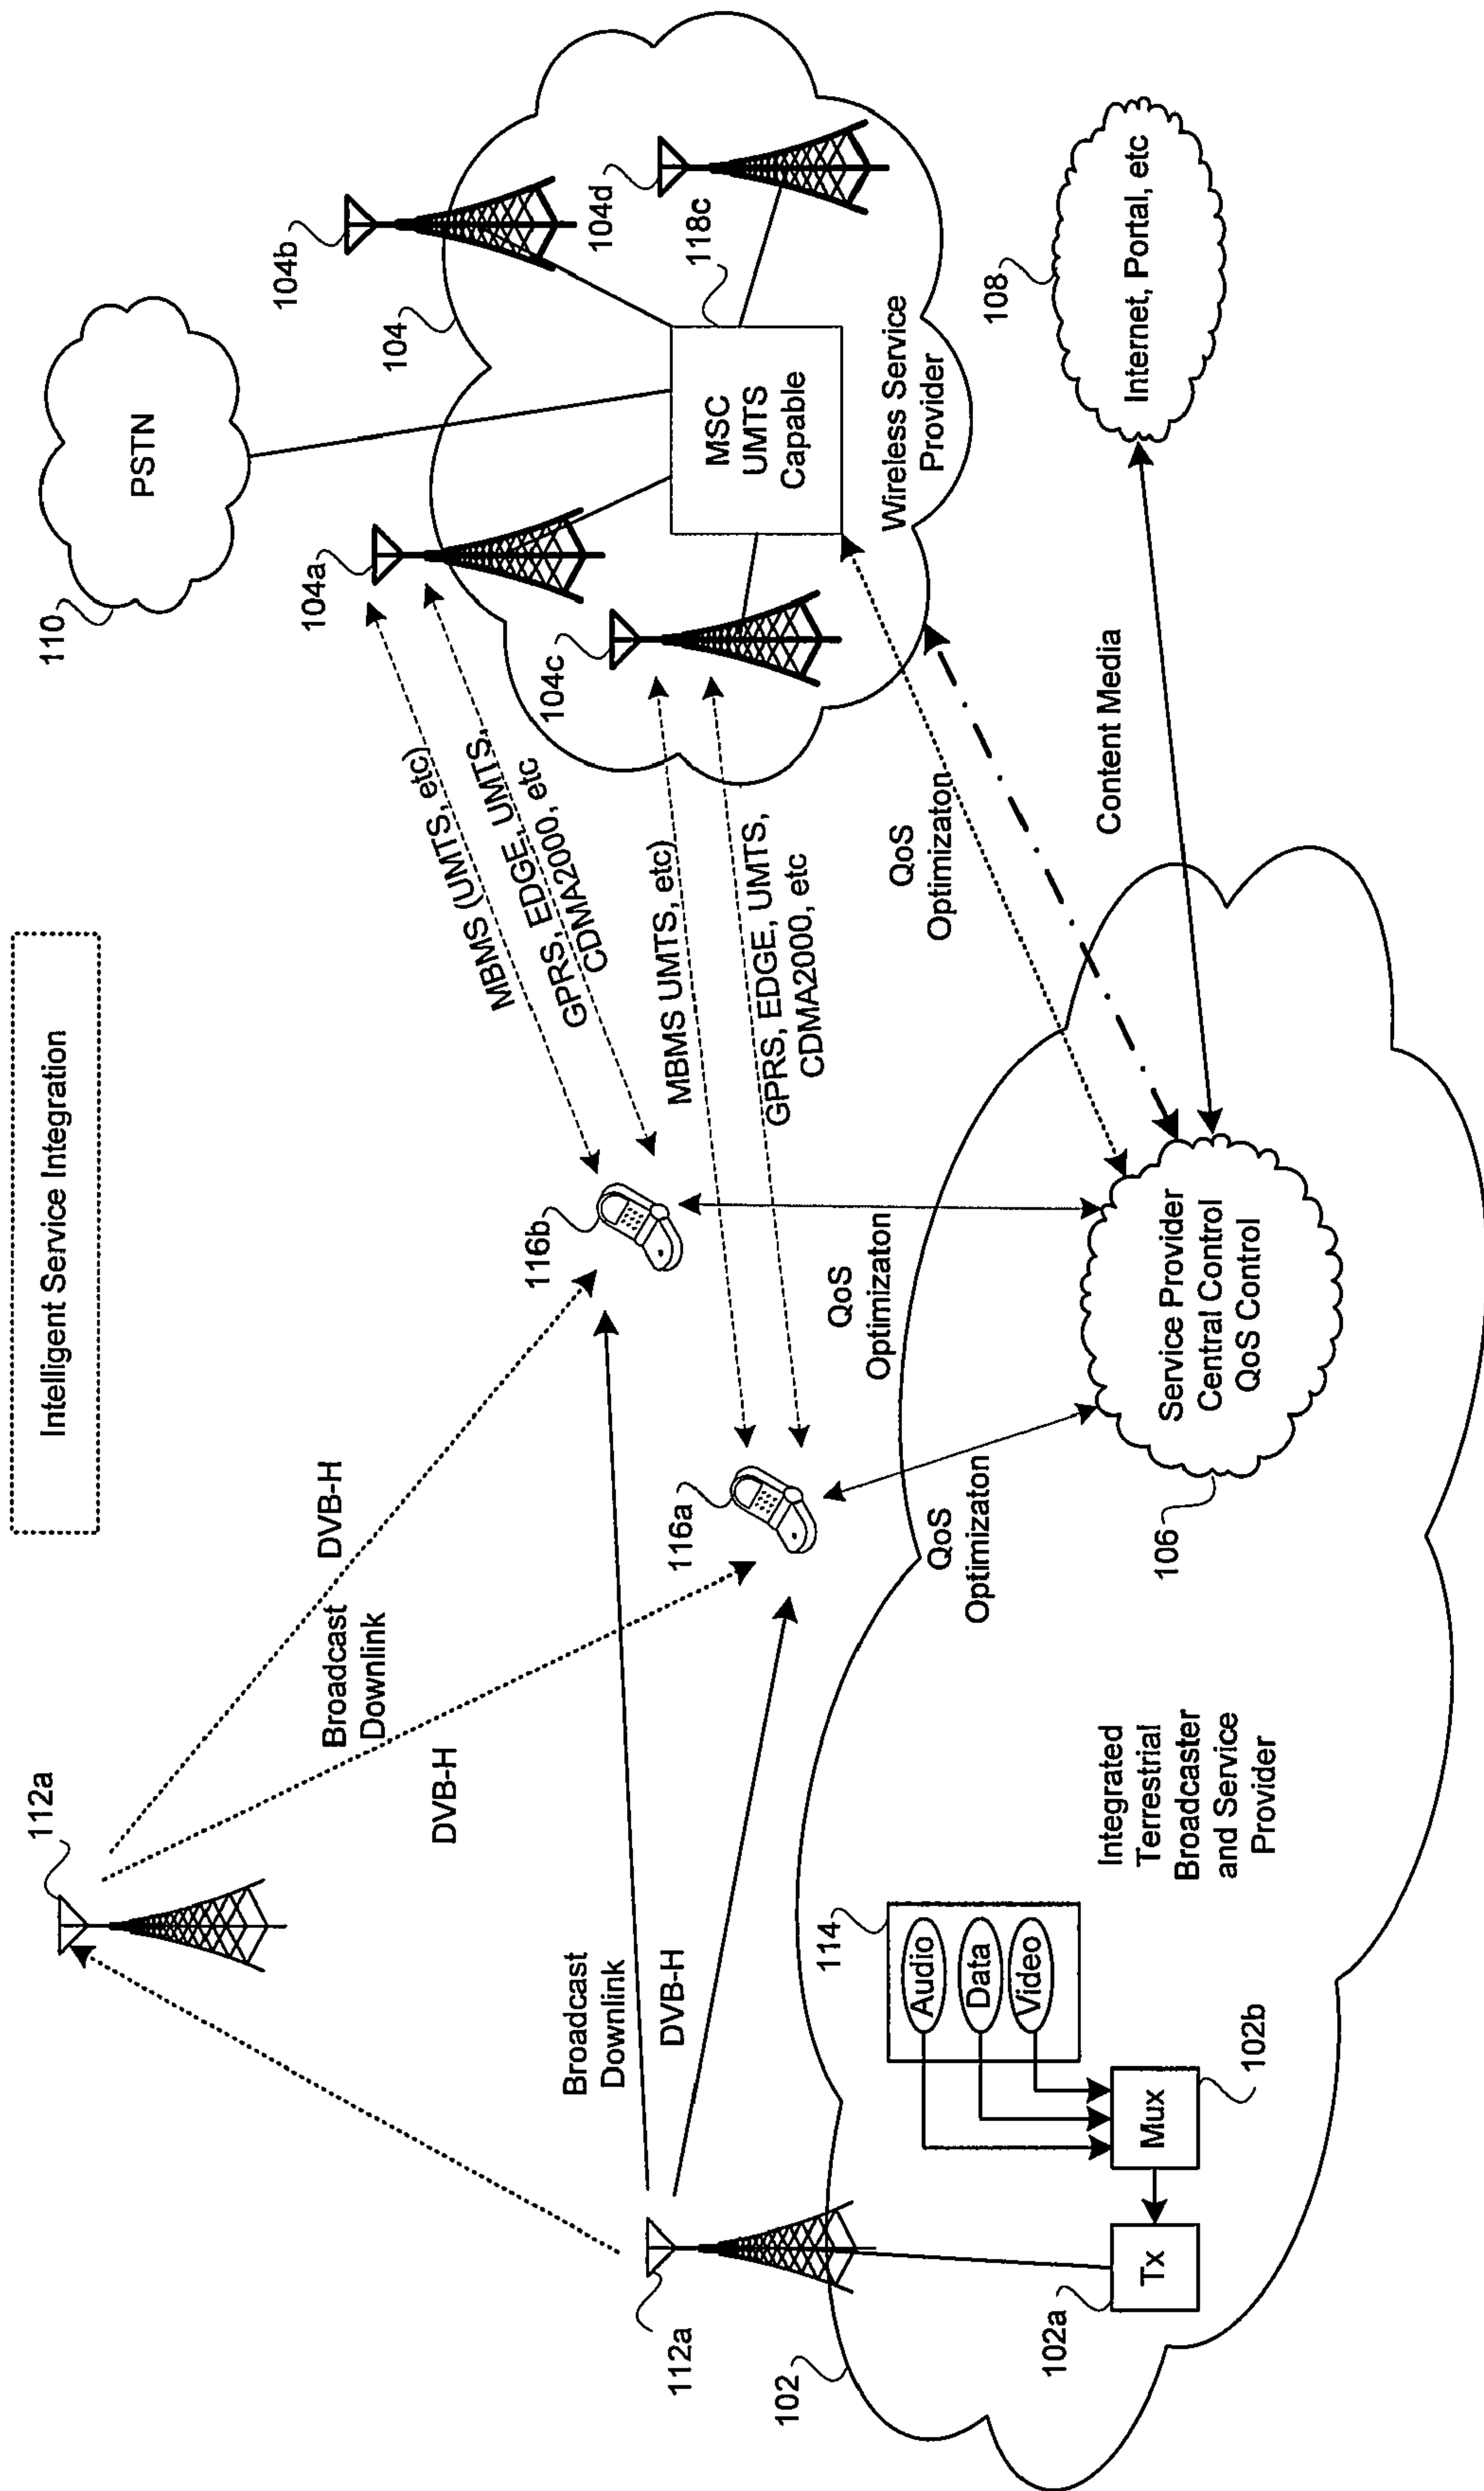 Intelligent Service Integration
112a
DVB-H
Broadcast
Downlink
DVB-H
110
PSTN
104b
104a
104
104d
104c
118c
MSC
UMTS
Capable
Wireless Service
Provider
MBMS (UMTS, etc)
GPRS, EDGE, UMTS,
CDMA2000, etc
116b
MBMS UMTS, etc)
GPRS, EDGE, UMTS,
CDMA2000, etc
116a
112a
Broadcast
Downlink
DVB-H
QoS
Optimizaton
QoS
Optimizaton
QoS
Optimizaton
108
Internet, Portal, etc
Content Media
Service Provider
Central Control
QoS Control
106
102
114
Audio
Data
Video
Integrated
Terrestrial
Broadcaster
and Service
Provider
102a
Tx
Mux
102b